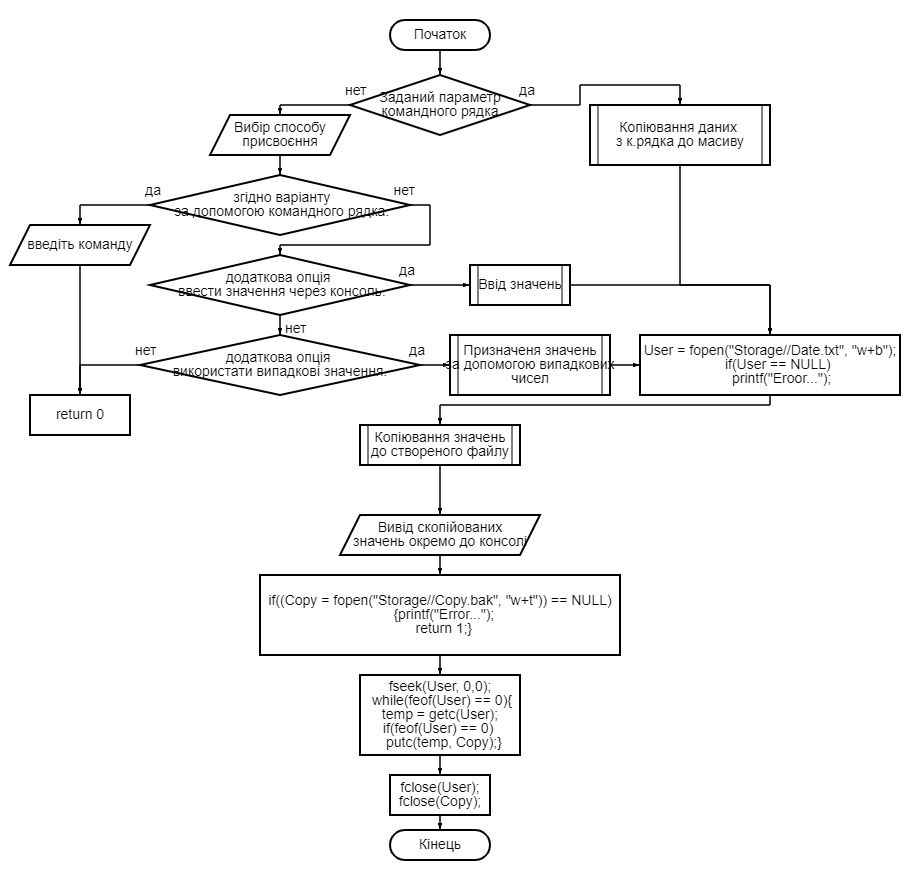 Початок
нет
Заданий параметр
командного рядка
да
Вибір способу
присвоєння
Копіювання даних
з к.рядка до масиву
да
згідно варіанту
за допомогою командного рядка.
нет
введіть команду
додаткова опція
ввести значення через консоль.
да
Ввід значень
нет
нет
додаткова опція
використати випадкові значення.
да
Призначеня значень
за допомогою випадкових
чисел
User = fopen("Storage//Date.txt", "w+b");
if(User == NULL)
printf("Eroor...");
return 0
Копіювання значень
до створеного файлу
Вивід скопійованих
значень окремо до консолі
if((Copy = fopen("Storage//Copy.bak", "w+t")) == NULL)
{printf("Error...");
return 1;}
fseek(User, 0,0);
while(feof(User) == 0){
temp = getc(User);
if(feof(User) == 0)
putc(temp, Copy);}
fclose(User);
fclose(Copy);
Кінець